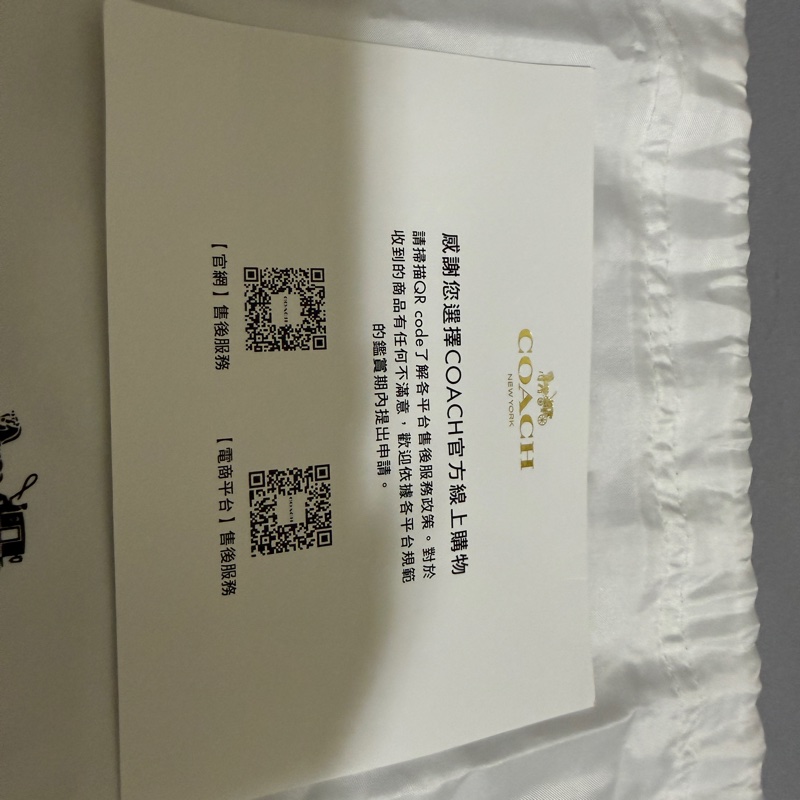 COACH
NEW YORK
感謝您選擇COACH官方線上購物
請掃描QR code了解各平台售後服務政策。對於
收到的商品有任何不滿意，歡迎依據各平台規範
的鑑賞期內提出申請。
COACH
COACH
【官網】售後服務
【電商平台】售後服務